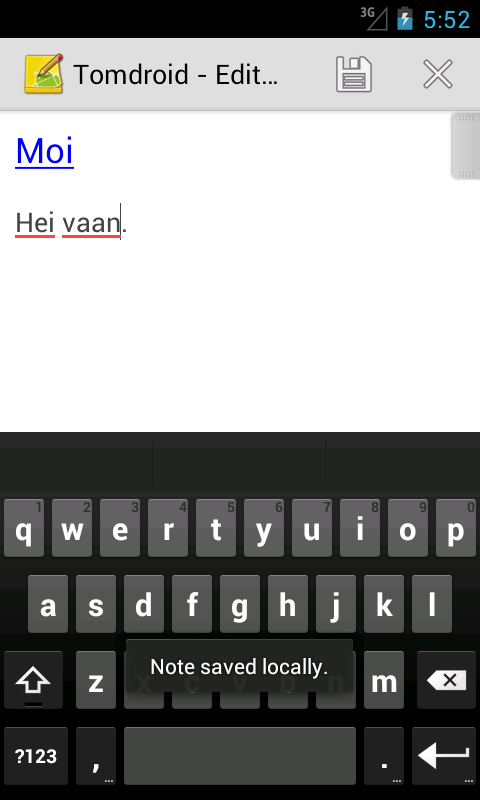 3G 5:52
Tomdroid - Edit...
Moi
Hei vaan.
1 2 3 4 5 6 7 8 9 0
q w e r t y u i o p
a s d f g h j k l
z x c v b n m
Note saved locally.
?123 , .